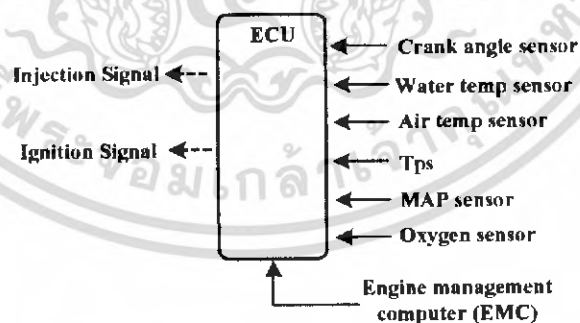 ECU
Crank angle sensor
Injection Signal
Water temp sensor
Air temp sensor
Ignition Signal
Tps
MAP sensor
Oxygen sensor
Engine management
computer (EMC)